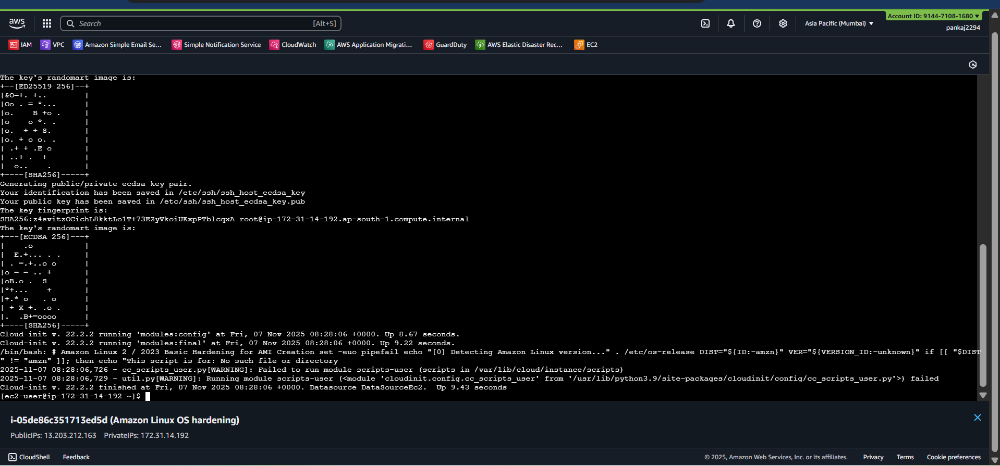 aws
Search [Alt+S]
Asia Pacific (Mumbai) ▼
Account ID: 9144-7108-1680 ▼
pankaj2294
IAM VPC Amazon Simple Email Se... Simple Notification Service CloudWatch AWS Application Migrati... GuardDuty AWS Elastic Disaster Rec... EC2
The key's randomart image is:
+--[ED25519 256]--+
|&O=+. +..        |
|Oo . = *...      |
|o.    B +o .     |
|o    o *. .      |
|o.  + + S.       |
|o. + o o. .      |
| .+ + .E o       |
| ..+ .  +        |
|  o..    .       |
+----[SHA256]-----+
Generating public/private ecdsa key pair.
Your identification has been saved in /etc/ssh/ssh_host_ecdsa_key
Your public key has been saved in /etc/ssh/ssh_host_ecdsa_key.pub
The key fingerprint is:
SHA256:z4svitzOCichL8kktLo1T+73EZyVkoiUKxpPTblcqxA root@ip-172-31-14-192.ap-south-1.compute.internal
The key's randomart image is:
+---[ECDSA 256]---+
|    .o           |
|  E.+... . .     |
| . =.+..o o      |
|o = = .. +       |
|oB.o .  S        |
|*+...    +       |
|+.* o   . o      |
| + X +. .o .     |
|.  .B+=oooo      |
+----[SHA256]-----+
Cloud-init v. 22.2.2 running 'modules:config' at Fri, 07 Nov 2025 08:28:06 +0000. Up 8.67 seconds.
Cloud-init v. 22.2.2 running 'modules:final' at Fri, 07 Nov 2025 08:28:06 +0000. Up 9.22 seconds.
/bin/bash: # Amazon Linux 2 / 2023 Basic Hardening for AMI Creation set -euo pipefail echo "[0] Detecting Amazon Linux version..." . /etc/os-release DIST="${ID:-amzn}" VER="${VERSION_ID:-unknown}" if [[ "$DIST
" != "amzn" ]]; then echo "This script is for: No such file or directory
2025-11-07 08:28:06,726 - cc_scripts_user.py[WARNING]: Failed to run module scripts-user (scripts in /var/lib/cloud/instance/scripts)
2025-11-07 08:28:06,729 - util.py[WARNING]: Running module scripts-user (<module 'cloudinit.config.cc_scripts_user' from '/usr/lib/python3.9/site-packages/cloudinit/config/cc_scripts_user.py'>) failed
Cloud-init v. 22.2.2 finished at Fri, 07 Nov 2025 08:28:06 +0000. Datasource DataSourceEc2.  Up 9.43 seconds
[ec2-user@ip-172-31-14-192 ~]$
i-05de86c351713ed5d (Amazon Linux OS hardening)
PublicIPs: 13.203.212.163 PrivateIPs: 172.31.14.192
CloudShell Feedback © 2025, Amazon Web Services, Inc. or its affiliates. Privacy Terms Cookie preferences